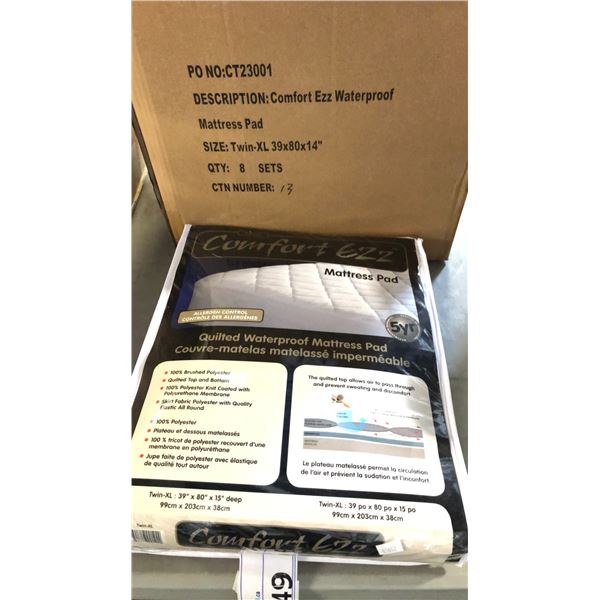 PO NO:CT23001
DESCRIPTION: Comfort Ezz Waterproof
Mattress Pad
SIZE: Twin-XL 39x80x14"
QTY: 8 SETS
CTN NUMBER: 13
Comfort EZz
Mattress Pad
ALLERGEN CONTROL
CONTRÔLE DES ALLERGÈNES
5yr
Quilted Waterproof Mattress Pad
Couvre-matelas matelassé imperméable
100% Brushed Polyester
Quilted Top and Bottom
100% Polyester Knit Coated with
Polyurethane Membrane
Skirt Fabric Polyester with Quality
Elastic All Round
100% Polyester
Plateau et dessous matelassés
100 % tricot de polyester recouvert d'une
membrane en polyuréthane
Jupe faite de polyester avec élastique
de qualité tout autour
The quilted top allows air to pass through
and prevent sweating and discomfort.
Le plateau matelassé permet la circulation
de l'air et prévient la sudation et l'inconfort.
Twin-XL : 39" x 80" x 15" deep
99cm x 203cm x 38cm
Twin-XL : 39 po x 80 po x 15 po
99cm x 203cm x 38cm
Twin-XL
Comfort EZz
49